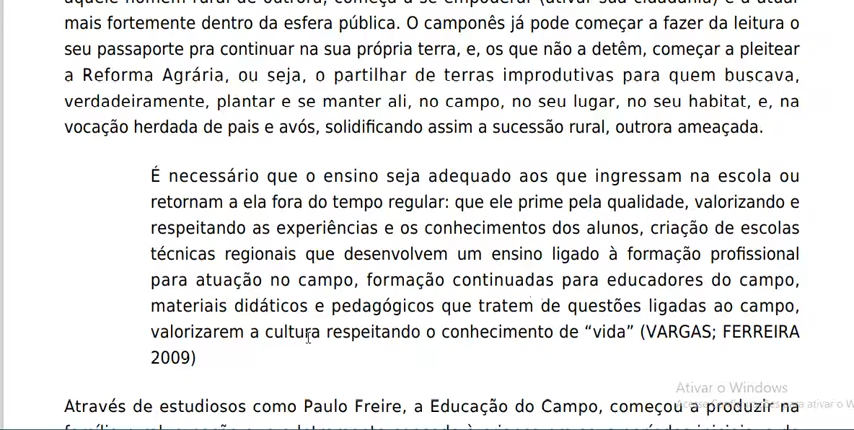 mais fortemente dentro da esfera pública. O camponês já pode começar a fazer da leitura o
seu passaporte pra continuar na sua própria terra, e, os que não a detêm, começar a pleitear
a Reforma Agrária, ou seja, o partilhar de terras improdutivas para quem buscava,
verdadeiramente, plantar e se manter ali, no campo, no seu lugar, no seu habitat, e, na
vocação herdada de pais e avós, solidificando assim a sucessão rural, outrora ameaçada.
É necessário que o ensino seja adequado aos que ingressam na escola ou
retornam a ela fora do tempo regular: que ele prime pela qualidade, valorizando e
respeitando as experiências e os conhecimentos dos alunos, criação de escolas
técnicas regionais que desenvolvem um ensino ligado à formação profissional
para atuação no campo, formação continuadas para educadores do campo,
materiais didáticos e pedagógicos que tratem de questões ligadas ao campo,
valorizarem a cultura respeitando o conhecimento de “vida” (VARGAS; FERREIRA
2009)
Ativar o Windows
Através de estudiosos como Paulo Freire, a Educação do Campo, começou a produzir na